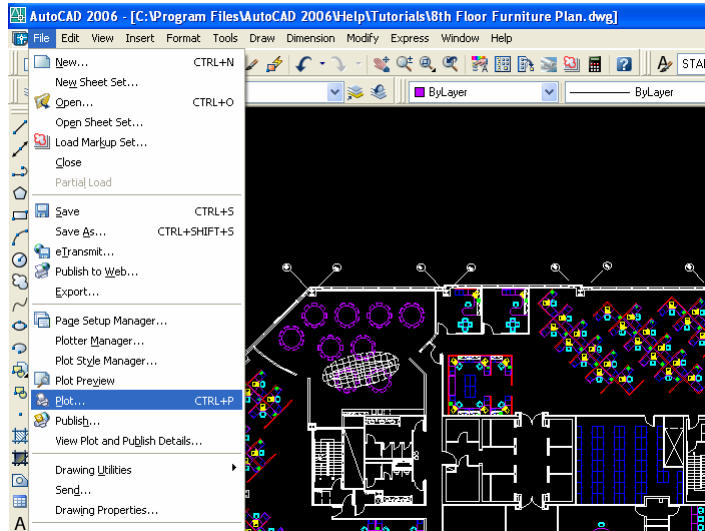 AutoCAD 2006 - [C:\Program Files\AutoCAD 2006\Help\Tutorials\8th Floor Furniture Plan.dwg]
File Edit View Insert Format Tools Draw Dimension Modify Express Window Help
New... CTRL+N
New Sheet Set...
Open... CTRL+O
Open Sheet Set...
Load Markup Set...
Close
Partial Load
Save CTRL+S
Save As... CTRL+SHIFT+S
eTransmit...
Publish to Web...
Export...
Page Setup Manager...
Plotter Manager...
Plot Style Manager...
Plot Preview
Plot... CTRL+P
Publish...
View Plot and Publish Details...
Drawing Utilities
Send...
Drawing Properties...
STAN
ByLayer
ByLayer
A